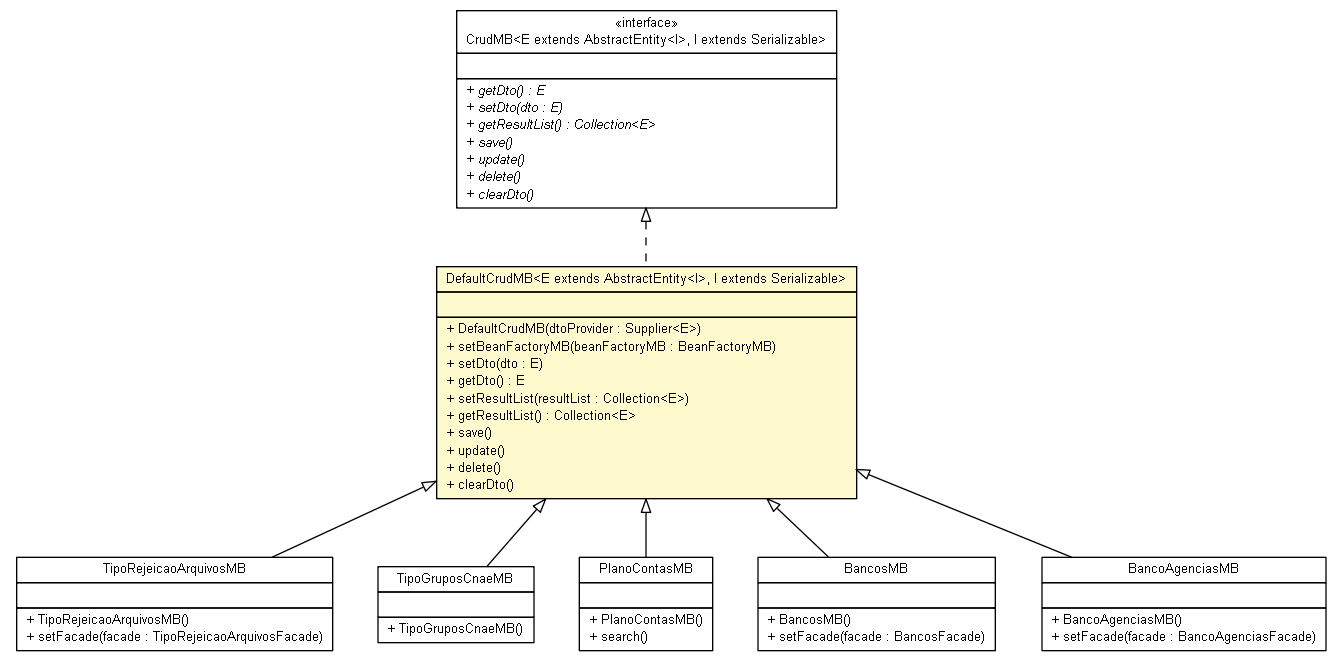 «interface»
CrudMB<E extends AbstractEntity<I>, I extends Serializable>
+ getDto() : E
+ setDto(dto : E)
+ getResultList() : Collection<E>
+ save()
+ update()
+ delete()
+ clearDto()
DefaultCrudMB<E extends AbstractEntity<I>, I extends Serializable>
+ DefaultCrudMB(dtoProvider : Supplier<E>)
+ setBeanFactoryMB(beanFactoryMB : BeanFactoryMB)
+ setDto(dto : E)
+ getDto() : E
+ setResultList(resultList : Collection<E>)
+ getResultList() : Collection<E>
+ save()
+ update()
+ delete()
+ clearDto()
TipoRejeicaoArquivosMB
+ TipoRejeicaoArquivosMB()
+ setFacade(facade : TipoRejeicaoArquivosFacade)
TipoGruposCnaeMB
+ TipoGruposCnaeMB()
PlanoContasMB
+ PlanoContasMB()
+ search()
BancosMB
+ BancosMB()
+ setFacade(facade : BancosFacade)
BancoAgenciasMB
+ BancoAgenciasMB()
+ setFacade(facade : BancoAgenciasFacade)